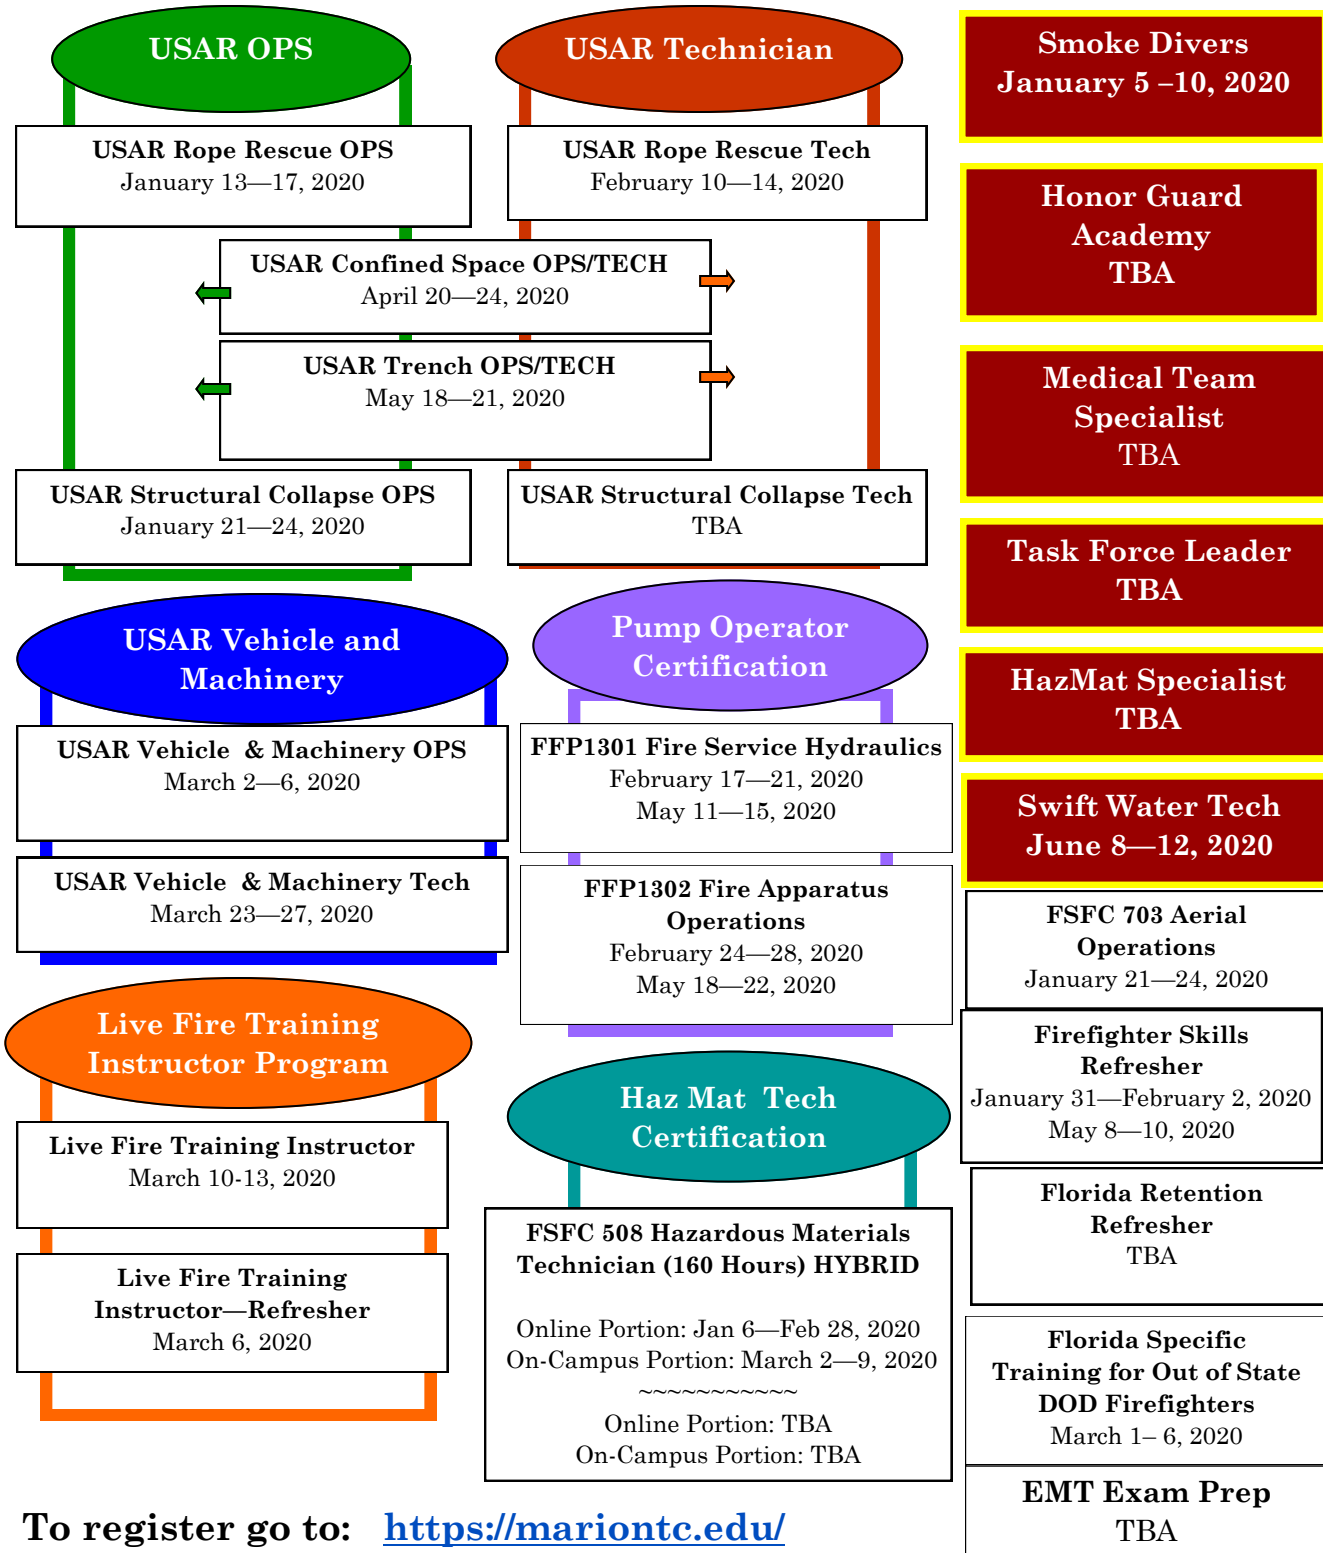 USAR OPS
USAR Rope Rescue OPS
January 13—17, 2020
USAR Technician
USAR Rope Rescue Tech
February 10—14, 2020
USAR Confined Space OPS/TECH
April 20—24, 2020
USAR Trench OPS/TECH
May 18—21, 2020
USAR Structural Collapse OPS
January 21—24, 2020
USAR Structural Collapse Tech
TBA
USAR Vehicle and
Machinery
USAR Vehicle & Machinery OPS
March 2—6, 2020
USAR Vehicle & Machinery Tech
March 23—27, 2020
Pump Operator
Certification
FFP1301 Fire Service Hydraulics
February 17—21, 2020
May 11—15, 2020
FFP1302 Fire Apparatus
Operations
February 24—28, 2020
May 18—22, 2020
Live Fire Training
Instructor Program
Live Fire Training Instructor
March 10-13, 2020
Live Fire Training
Instructor—Refresher
March 6, 2020
Haz Mat Tech
Certification
FSFC 508 Hazardous Materials
Technician (160 Hours) HYBRID
Online Portion: Jan 6—Feb 28, 2020
On-Campus Portion: March 2—9, 2020
~~~~~~~~~~~
Online Portion: TBA
On-Campus Portion: TBA
Smoke Divers
January 5 –10, 2020
Honor Guard
Academy
TBA
Medical Team
Specialist
TBA
Task Force Leader
TBA
HazMat Specialist
TBA
Swift Water Tech
June 8—12, 2020
FSFC 703 Aerial
Operations
January 21—24, 2020
Firefighter Skills
Refresher
January 31—February 2, 2020
May 8—10, 2020
Florida Retention
Refresher
TBA
Florida Specific
Training for Out of State
DOD Firefighters
March 1– 6, 2020
EMT Exam Prep
TBA
To register go to: https://mariontc.edu/